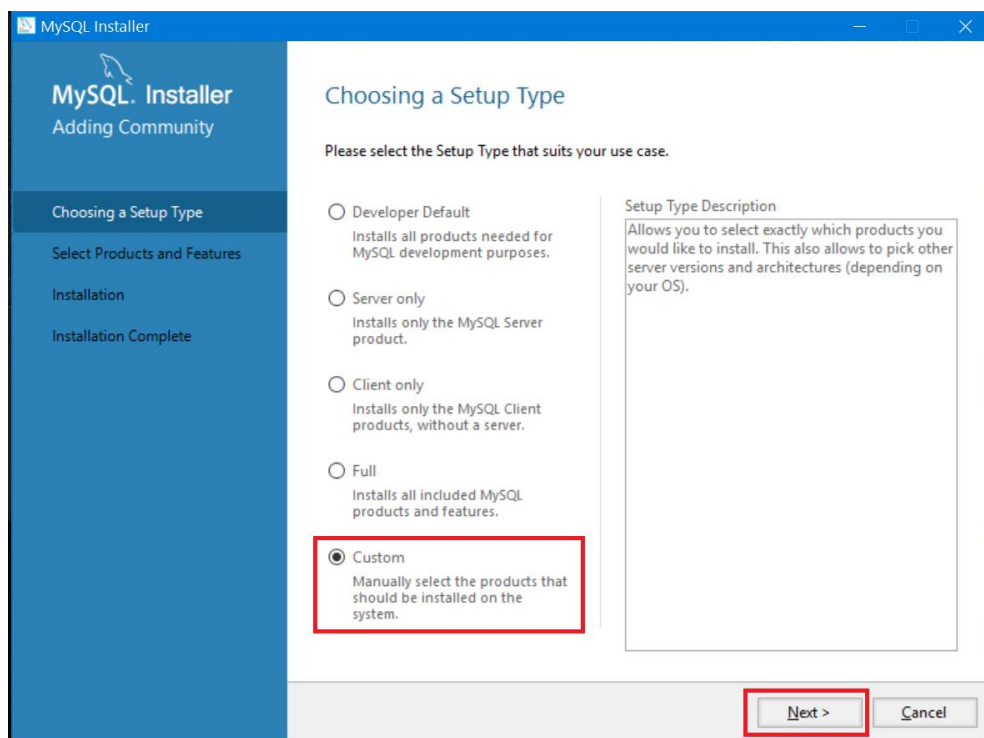 MySQL Installer
MySQL. Installer
Adding Community
Choosing a Setup Type
Select Products and Features
Installation
Installation Complete
Choosing a Setup Type
Please select the Setup Type that suits your use case.
Developer Default
Installs all products needed for
MySQL development purposes.
Server only
Installs only the MySQL Server
product.
Client only
Installs only the MySQL Client
products, without a server.
Full
Installs all included MySQL
products and features.
Custom
Manually select the products that
should be installed on the
system.
Setup Type Description
Allows you to select exactly which products you
would like to install. This also allows to pick other
server versions and architectures (depending on
your OS).
Next >
Cancel